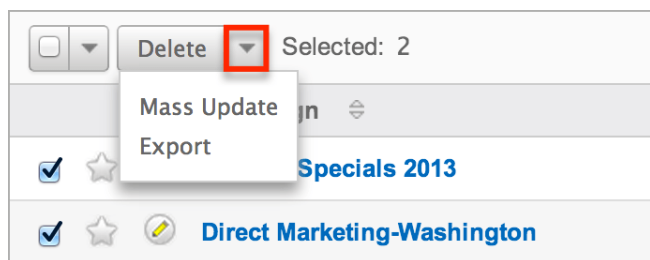 Delete Selected: 2
Mass Update
gn
Export
Specials 2013
Direct Marketing-Washington